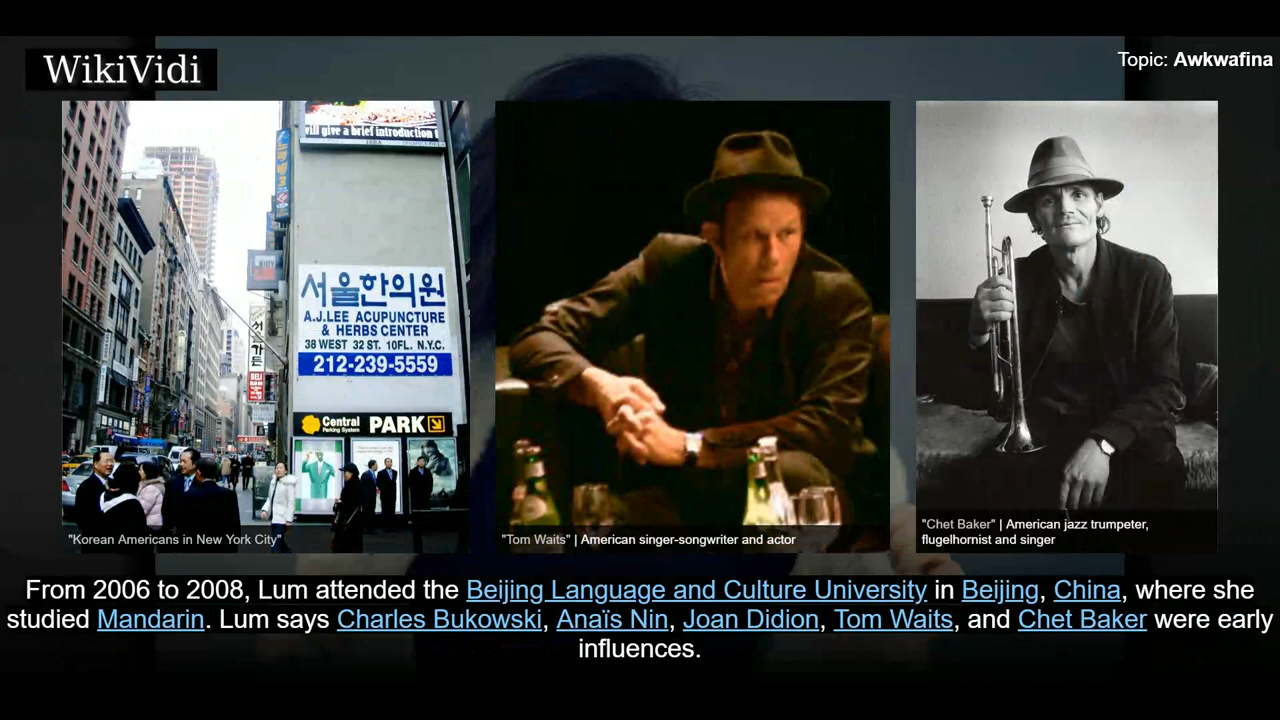 WikiVidi
Topic: Awkwafina
will give a brief introduction t
서울한의원
A.J.LEE ACUPUNCTURE
& HERBS CENTER
38 WEST 32 ST. 10FL. N.Y.C.
212-239-5559
DELI
Central
Parking System
PARK
"Korean Americans in New York City"
"Tom Waits" | American singer-songwriter and actor
"Chet Baker" | American jazz trumpeter,
flugelhornist and singer
From 2006 to 2008, Lum attended the Beijing Language and Culture University in Beijing, China, where she
studied Mandarin. Lum says Charles Bukowski, Anaïs Nin, Joan Didion, Tom Waits, and Chet Baker were early
influences.